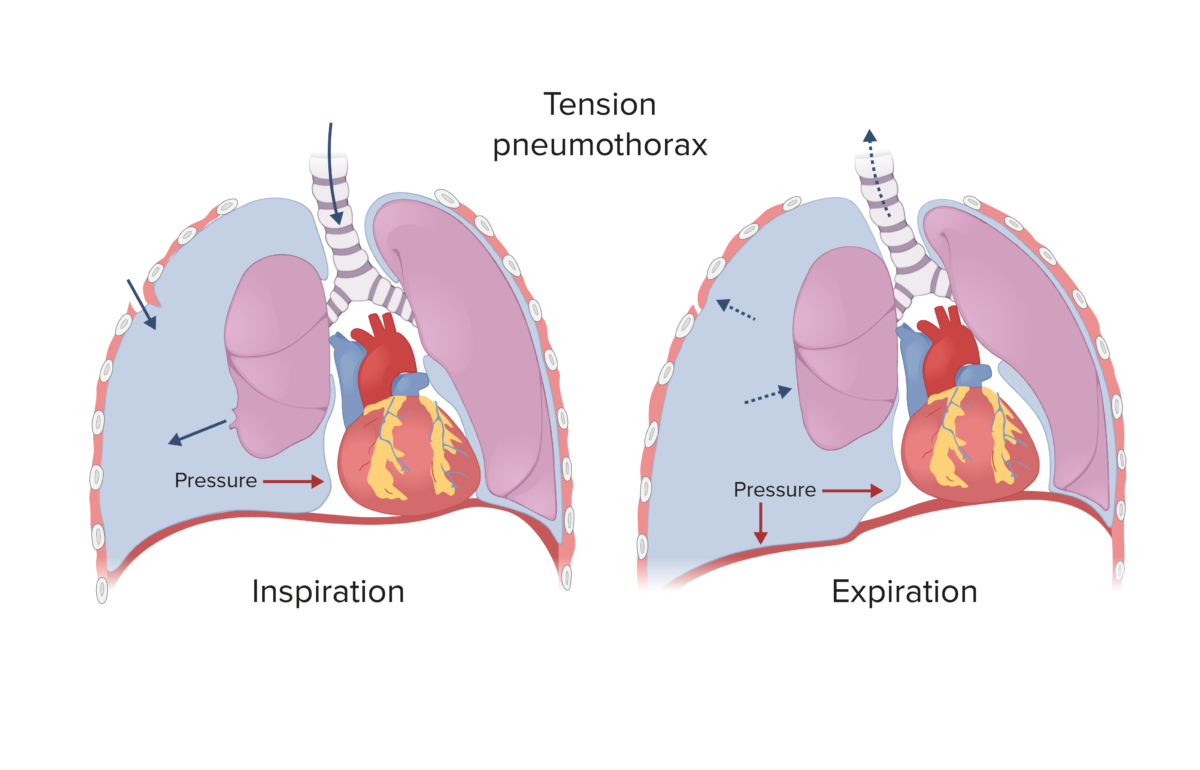 Tension
pneumothorax
Pressure
Pressure
Inspiration
Expiration